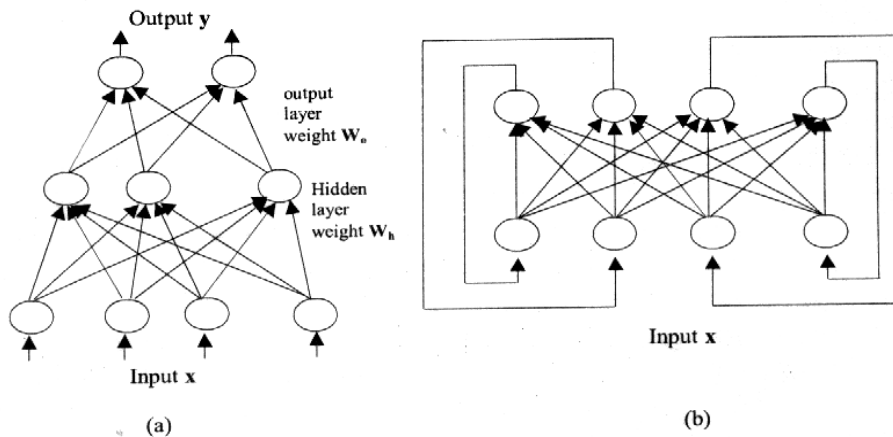 Output y
output
layer
weight Wo
Hidden
layer
weight Wh
Input x
(a)
Input x
(b)